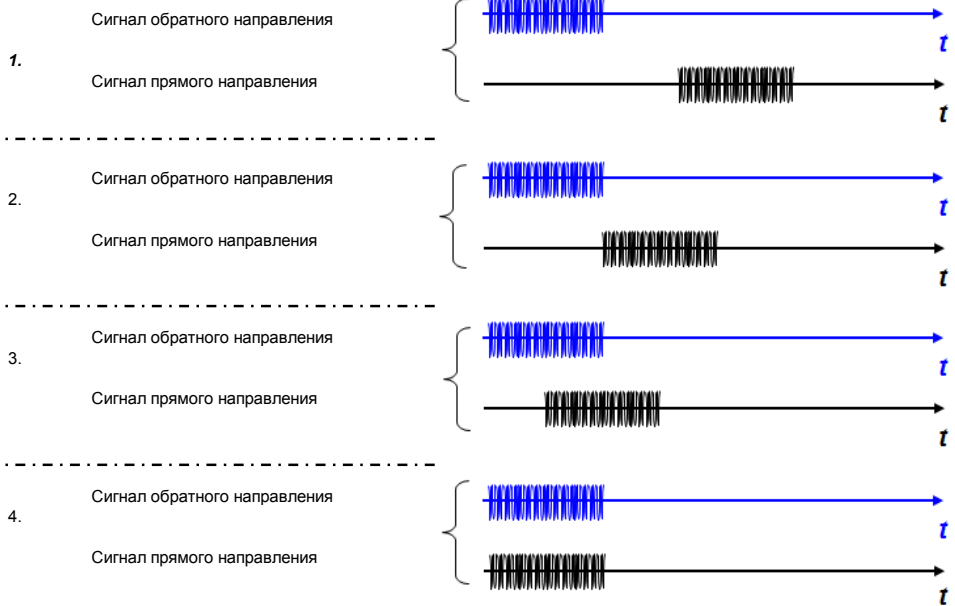 Сигнал обратного направления
t
1.
Сигнал прямого направления
t
Сигнал обратного направления
t
2.
Сигнал прямого направления
t
Сигнал обратного направления
t
3.
Сигнал прямого направления
t
Сигнал обратного направления
t
4.
Сигнал прямого направления
t